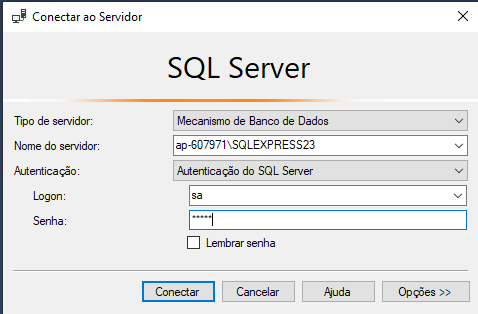 Conectar ao Servidor
SQL Server
Tipo de servidor: Mecanismo de Banco de Dados
Nome do servidor: ap-607971\SQLEXPRESS23
Autenticação: Autenticação do SQL Server
Logon: sa
Senha: *****
Lembrar senha
Conectar Cancelar Ajuda Opções >>